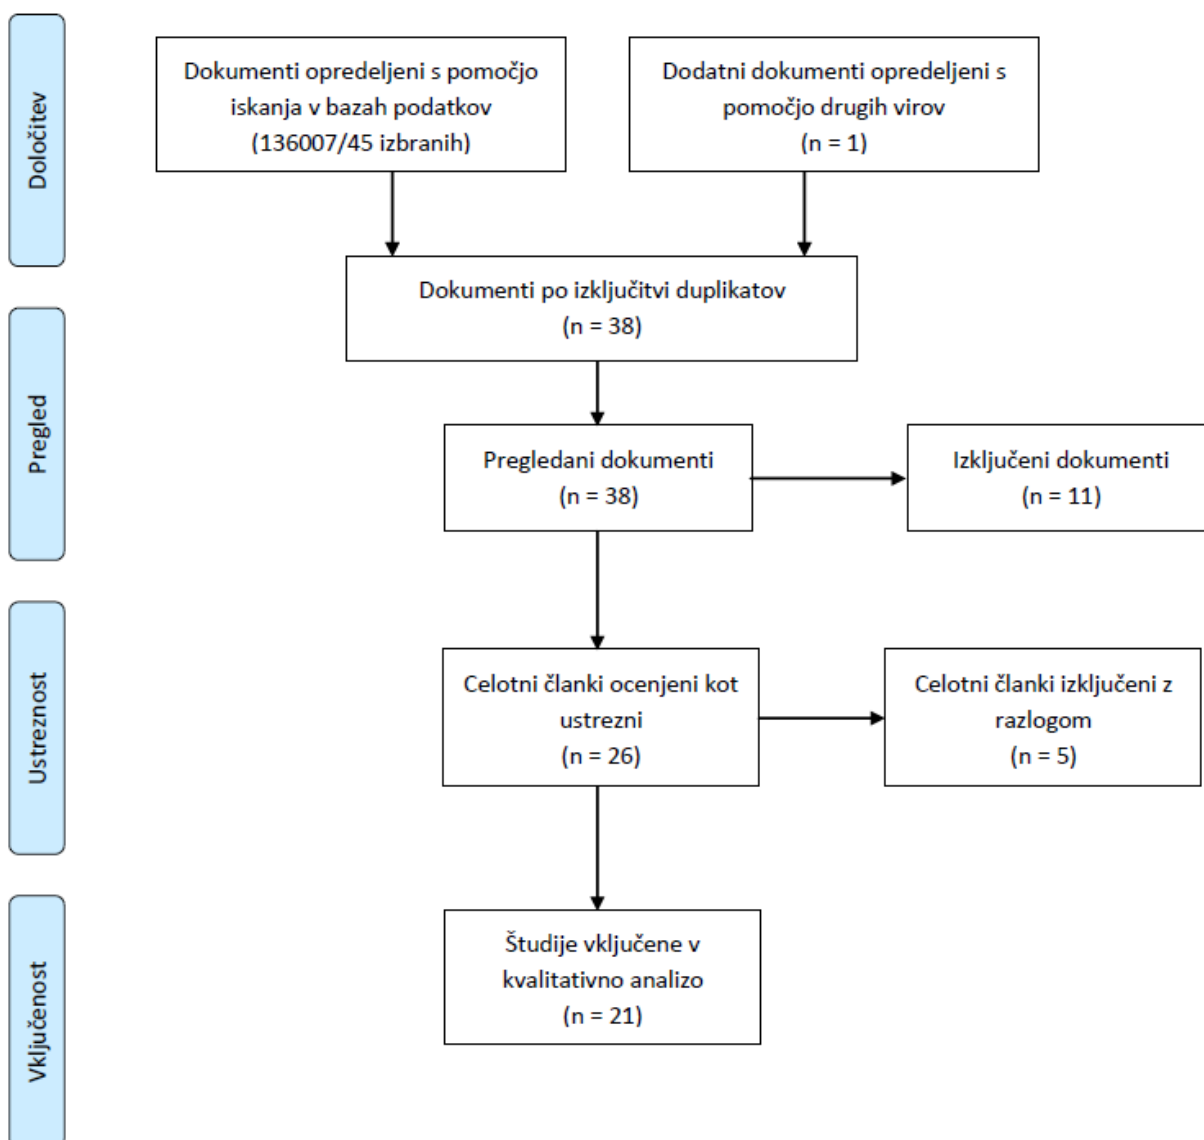 Določitev
Dokumenti opredeljeni s pomočjo
iskanja v bazah podatkov
(136007/45 izbranih)
Dodatni dokumenti opredeljeni s
pomočjo drugih virov
(n = 1)
Dokumenti po izključitvi duplikatov
(n = 38)
Pregled
Pregledani dokumenti
(n = 38)
Izključeni dokumenti
(n = 11)
Ustreznost
Celotni članki ocenjeni kot
ustrezni
(n = 26)
Celotni članki izključeni z
razlogom
(n = 5)
Vključenost
Študije vključene v
kvalitativno analizo
(n = 21)